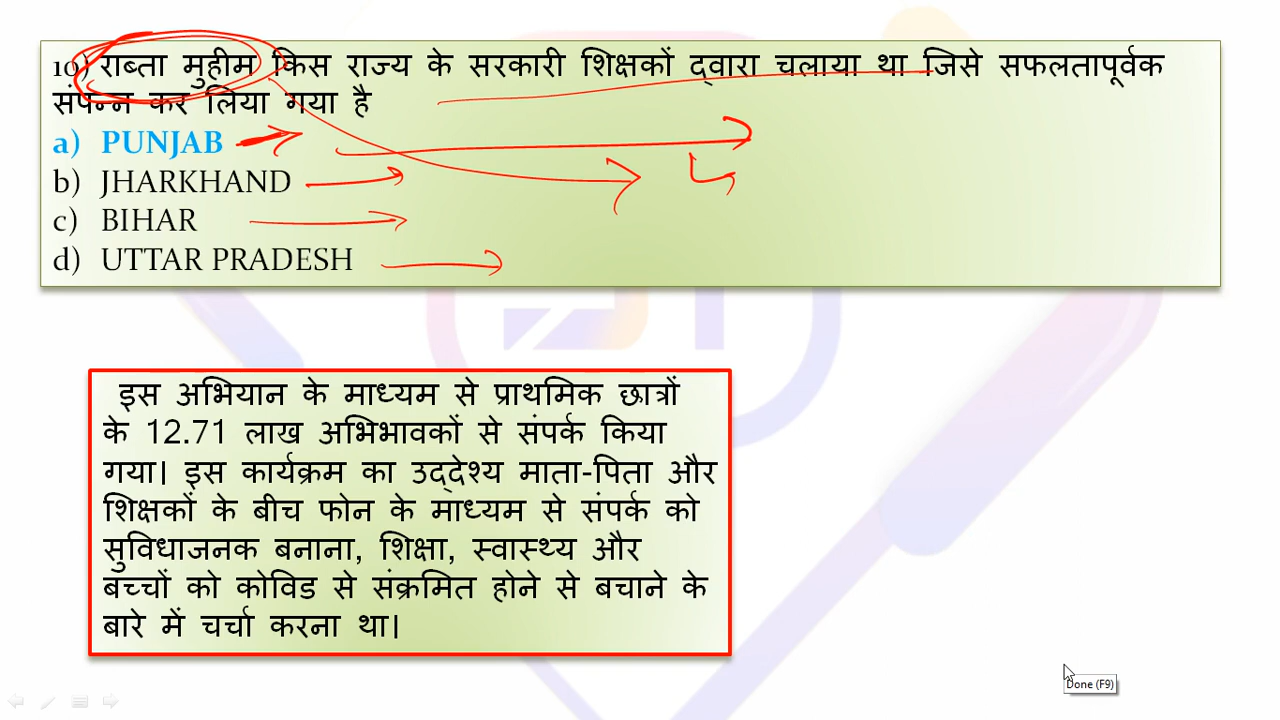 10) राब्ता मुहीम किस राज्य के सरकारी शिक्षकों द्वारा चलाया था जिसे सफलतापूर्वक
संपन्न कर लिया गया है
a) PUNJAB
b) JHARKHAND
c) BIHAR
d) UTTAR PRADESH
इस अभियान के माध्यम से प्राथमिक छात्रों
के 12.71 लाख अभिभावकों से संपर्क किया
गया। इस कार्यक्रम का उद्देश्य माता-पिता और
शिक्षकों के बीच फोन के माध्यम से संपर्क को
सुविधाजनक बनाना, शिक्षा, स्वास्थ्य और
बच्चों को कोविड से संक्रमित होने से बचाने के
बारे में चर्चा करना था।
Done (F9)